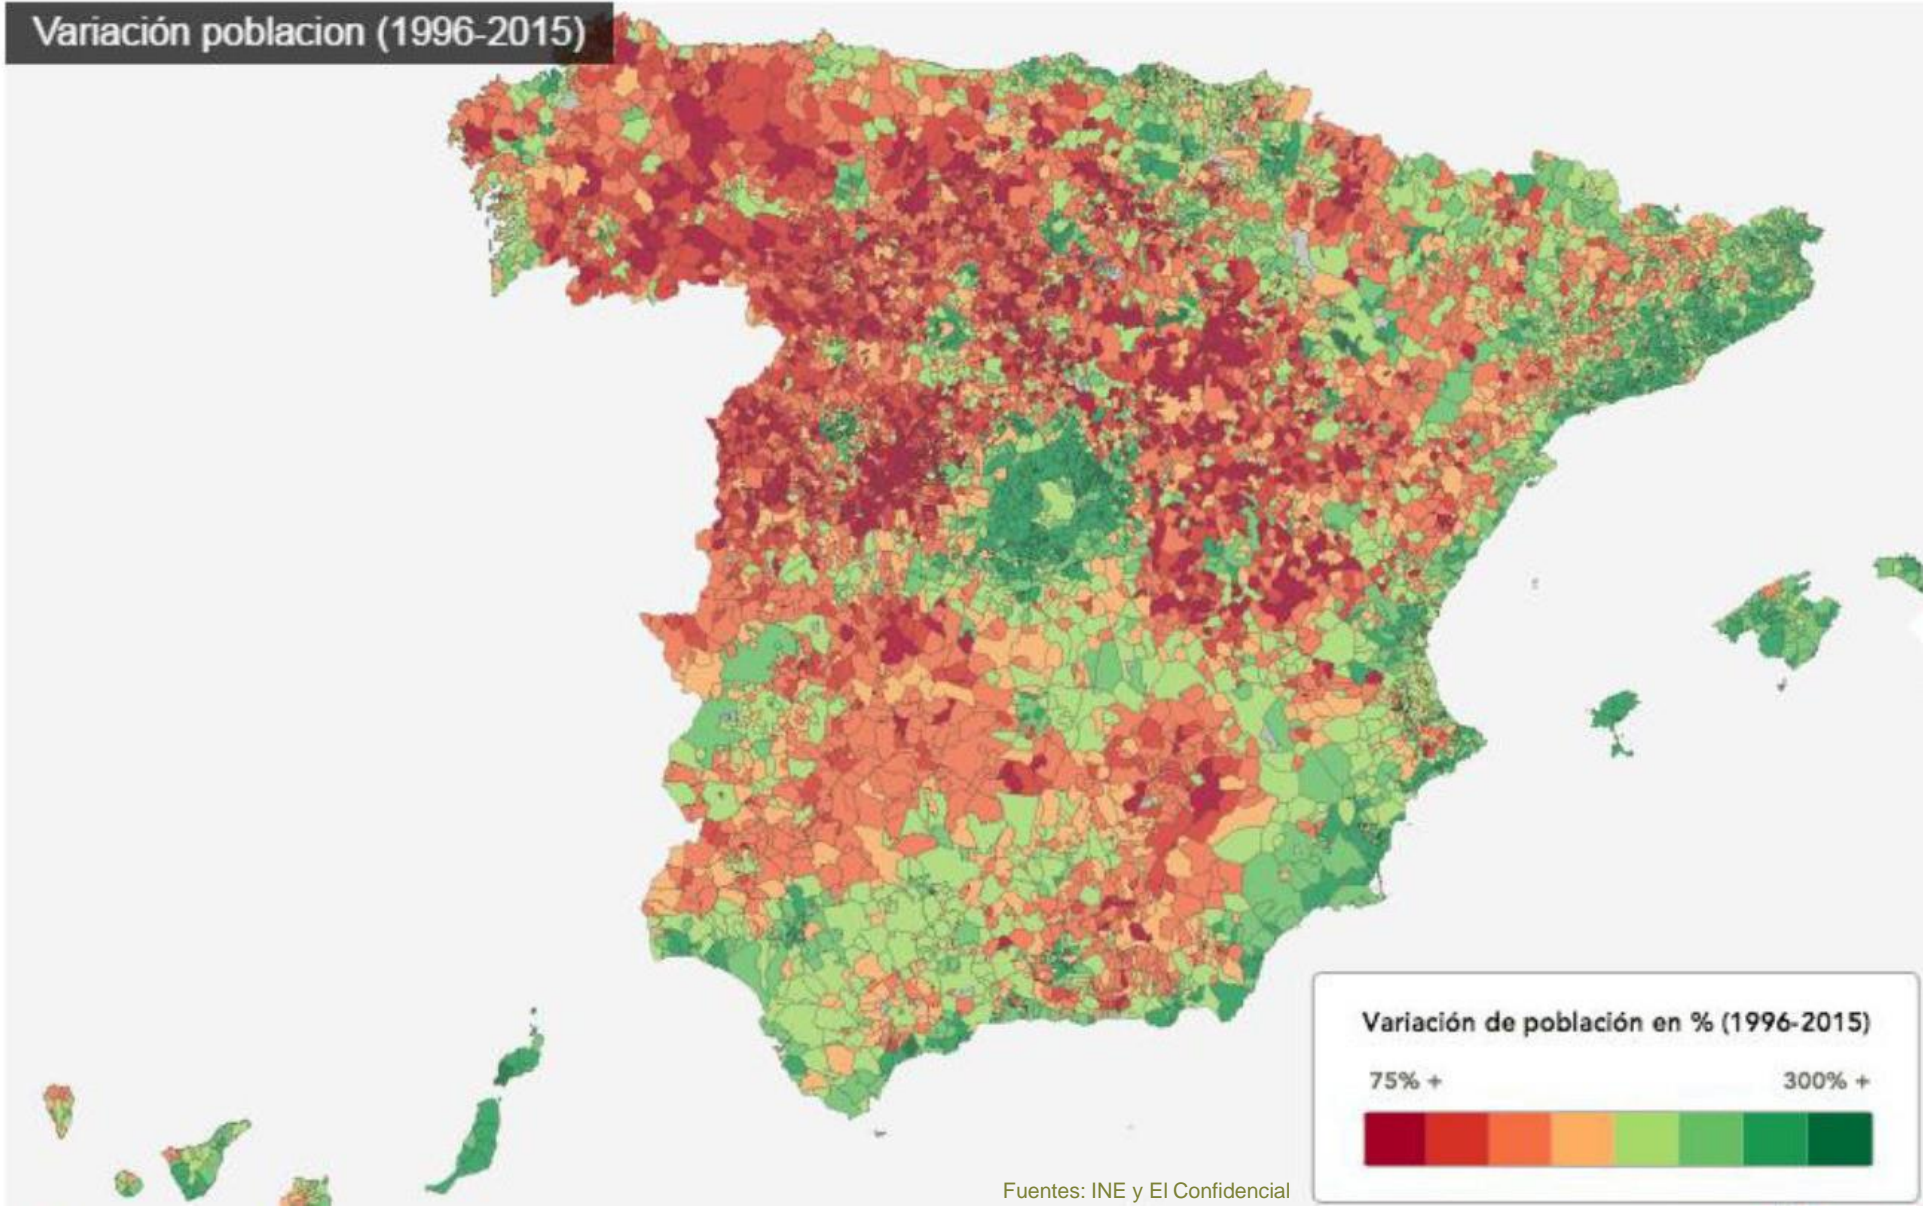 Variación poblacion (1996-2015)
Variación de población en % (1996-2015)
75% + 300% +
Fuentes: INE y El Confidencial